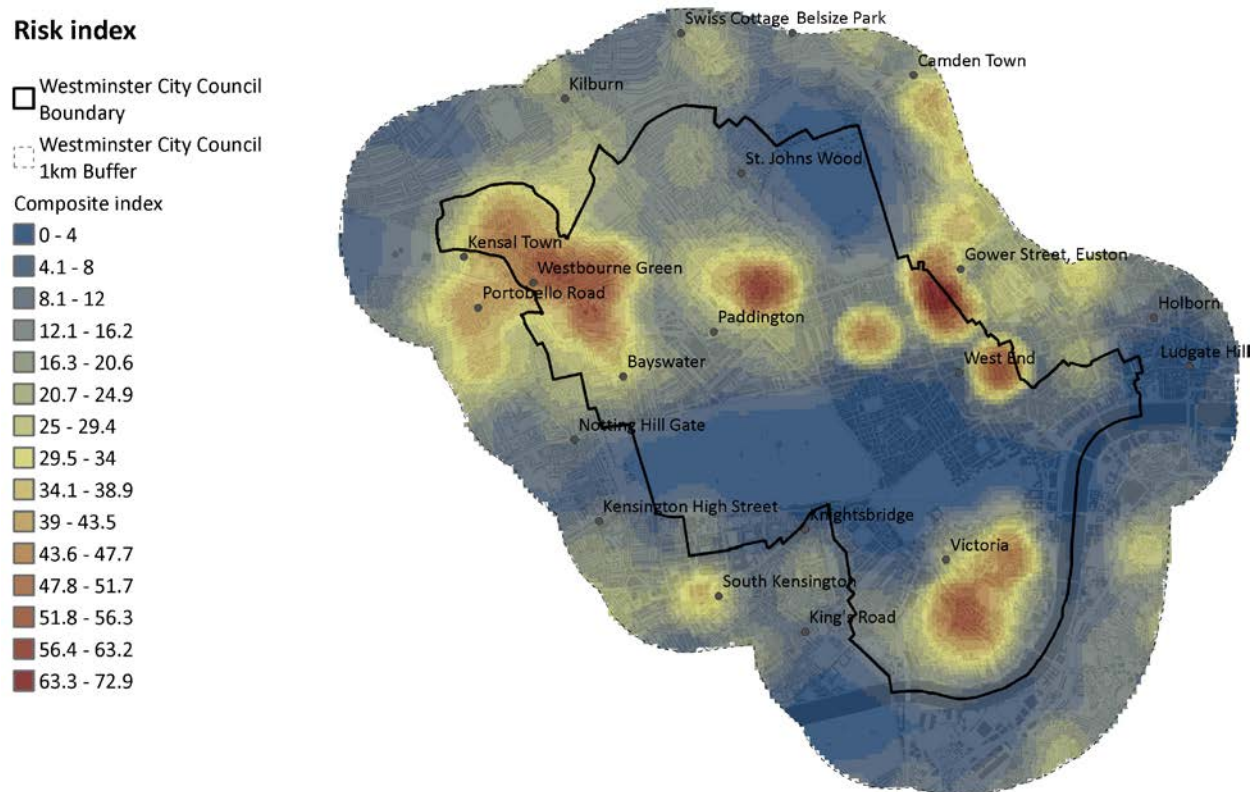 Risk index
Westminster City Council
Boundary
Westminster City Council
1km Buffer
Composite index
0 - 4
4.1 - 8
8.1 - 12
12.1 - 16.2
16.3 - 20.6
20.7 - 24.9
25 - 29.4
29.5 - 34
34.1 - 38.9
39 - 43.5
43.6 - 47.7
47.8 - 51.7
51.8 - 56.3
56.4 - 63.2
63.3 - 72.9
Swiss Cottage
Belsize Park
Camden Town
Kilburn
St. Johns Wood
Kensal Town
Gower Street, Euston
Westbourne Green
Portobello Road
Holborn
Paddington
West End
Ludgate Hill
Bayswater
Notting Hill Gate
Kensington High Street
Knightsbridge
Victoria
South Kensington
King's Road